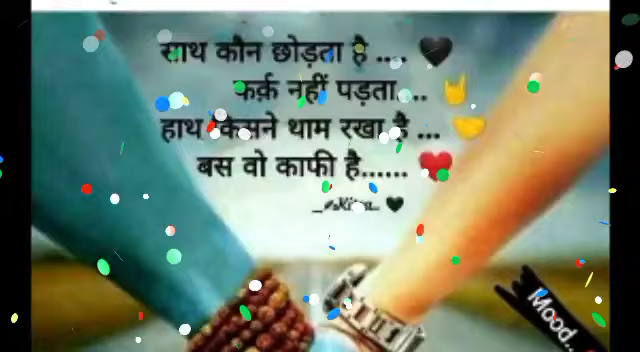 साथ कौन छोड़ता है .... 🖤
फर्क़ नहीं पड़ता.... 🤘
हाथ किसने थाम रखा है ... 🤝
बस वो काफी है...... ❤️
Mood..